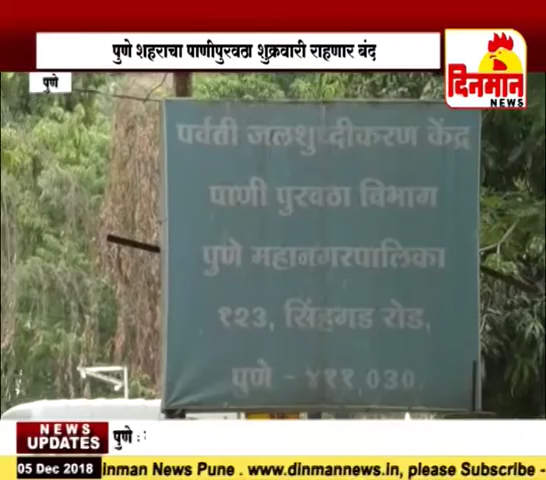 पुणे शहराचा पाणीपुरवठा शुक्रवारी राहणार बंद
दिनमान
NEWS
पुणे
पर्वती जलशुध्दीकरण केंद्र
पाणी पुरवठा विभाग
पुणे महानगरपालिका
१२३, सिंहगड रोड,
पुणे - ४११ ०३०.
NEWS
UPDATES
पुणे :
05 Dec 2018
inman News Pune . www.dinmannews.in, please Subscribe -